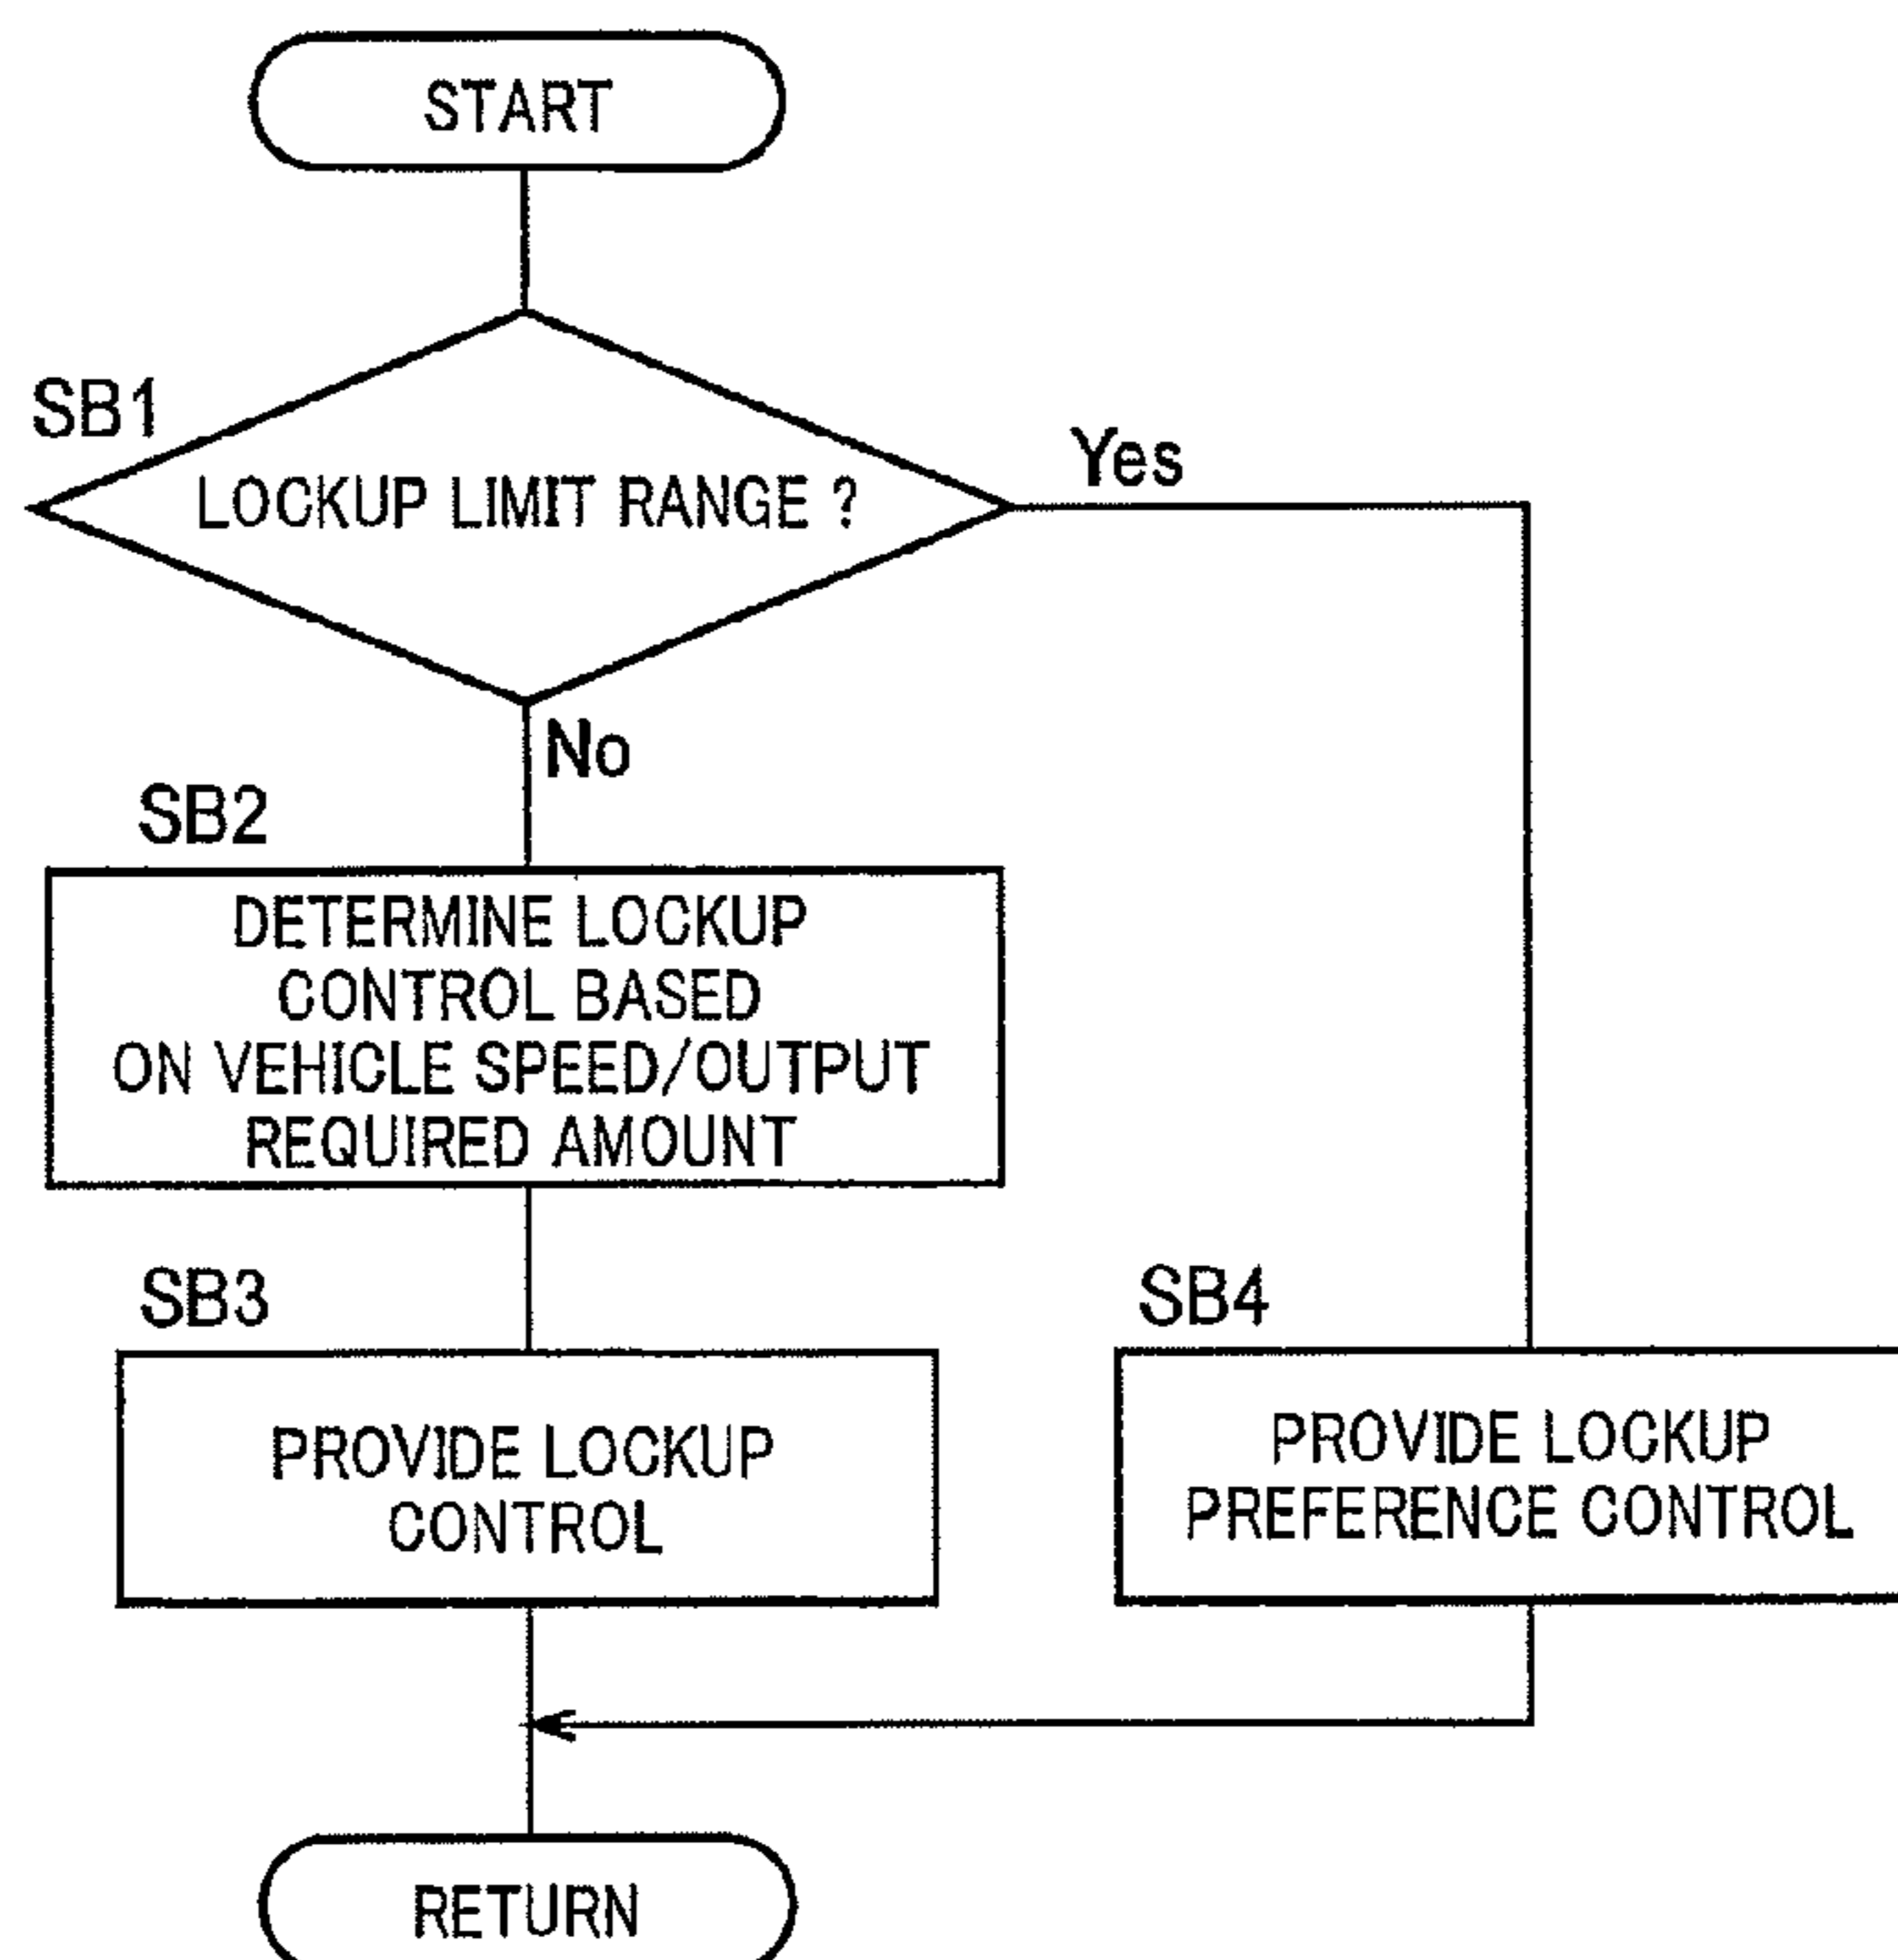 START
SB1
LOCKUP LIMIT RANGE ?
Yes
No
SB2
DETERMINE LOCKUP
CONTROL BASED
ON VEHICLE SPEED/OUTPUT
REQUIRED AMOUNT
SB3
PROVIDE LOCKUP
CONTROL
SB4
PROVIDE LOCKUP
PREFERENCE CONTROL
RETURN